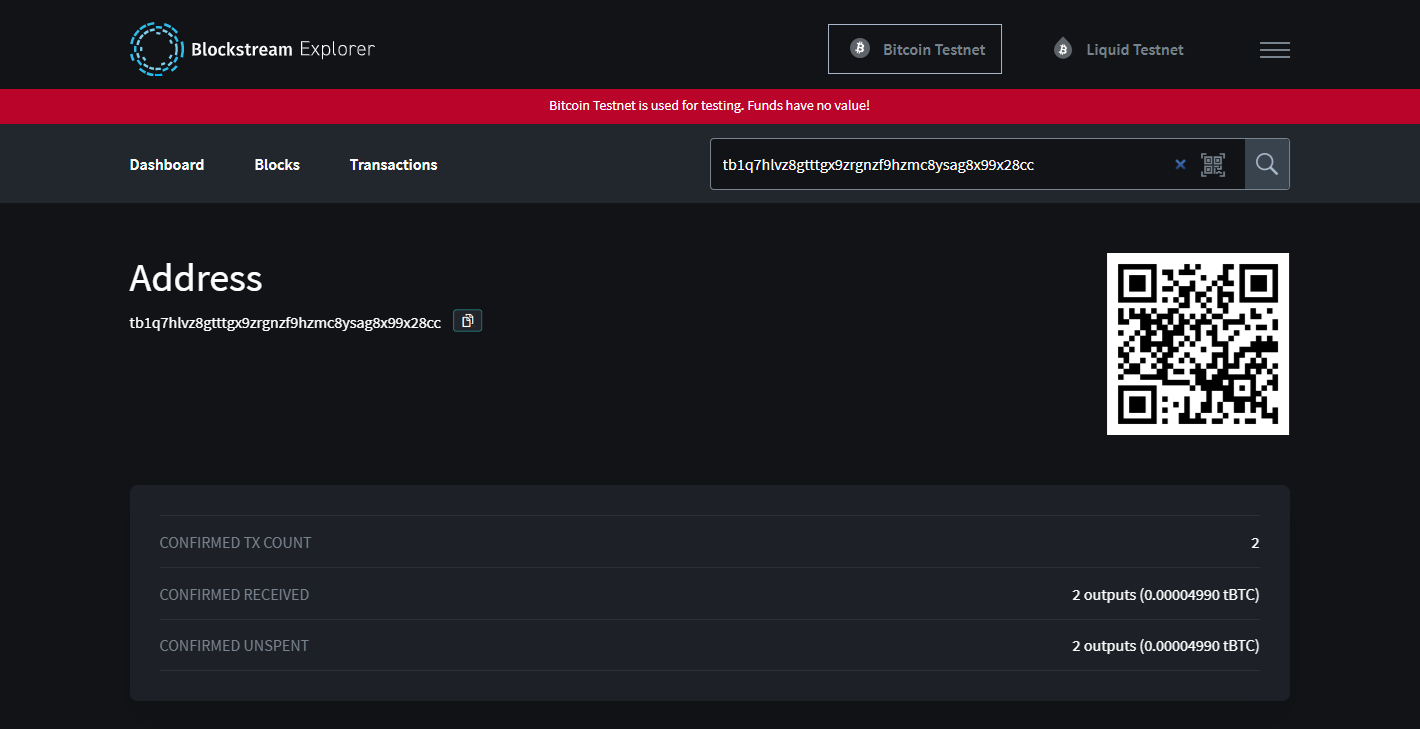 Blockstream Explorer
Bitcoin Testnet
Liquid Testnet
Bitcoin Testnet is used for testing. Funds have no value!
Dashboard
Blocks
Transactions
tb1q7hlvz8gtttgx9zrgnzf9hzmc8ysag8x99x28cc
Address
tb1q7hlvz8gtttgx9zrgnzf9hzmc8ysag8x99x28cc
CONFIRMED TX COUNT 2
CONFIRMED RECEIVED 2 outputs (0.00004990 tBTC)
CONFIRMED UNSPENT 2 outputs (0.00004990 tBTC)